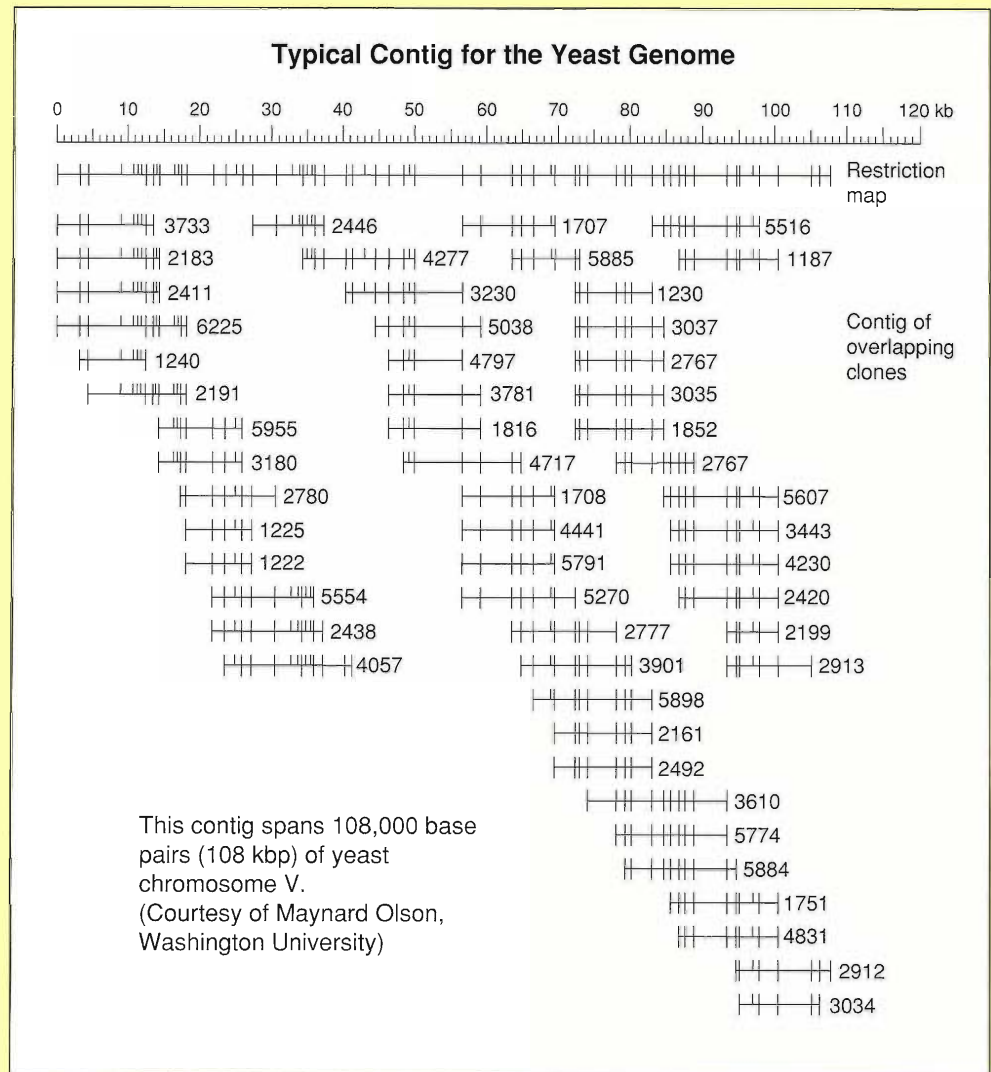 Typical Contig for the Yeast Genome
0 10 20 30 40 50 60 70 80 90 100 110 120 kb
Restriction
map
3733 2446 1707 5516
2183 4277 5885 1187
2411 3230 1230
6225 5038 3037
Contig of
overlapping
clones
1240 4797 2767
2191 3781 3035
5955 1816 1852
3180 4717 2767
2780 1708 5607
1225 4441 3443
1222 5791 4230
5554 5270 2420
2438 2777 2199
4057 3901 2913
5898
2161
2492
3610
5774
5884
1751
4831
2912
3034
This contig spans 108,000 base
pairs (108 kbp) of yeast
chromosome V.
(Courtesy of Maynard Olson,
Washington University)